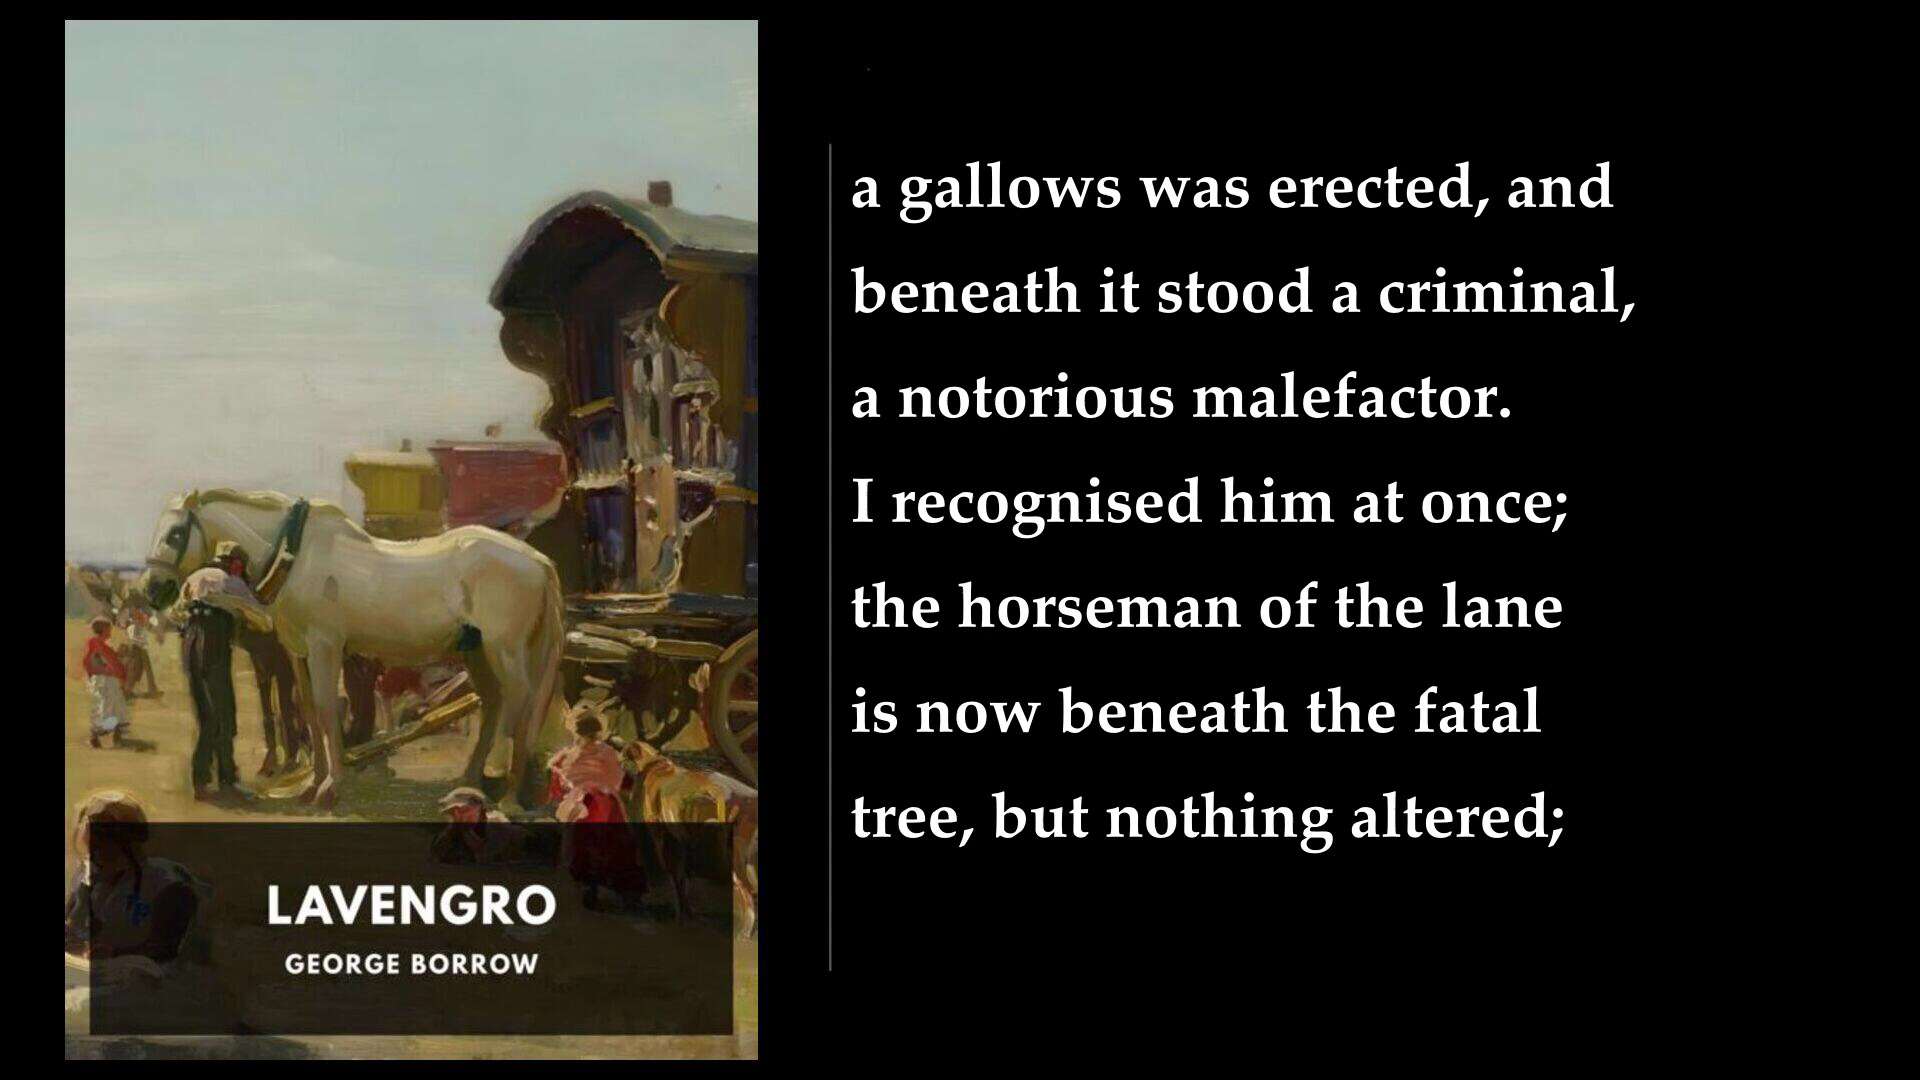 LAVENGRO
GEORGE BORROW
a gallows was erected, and
beneath it stood a criminal,
a notorious malefactor.
I recognised him at once;
the horseman of the lane
is now beneath the fatal
tree, but nothing altered;